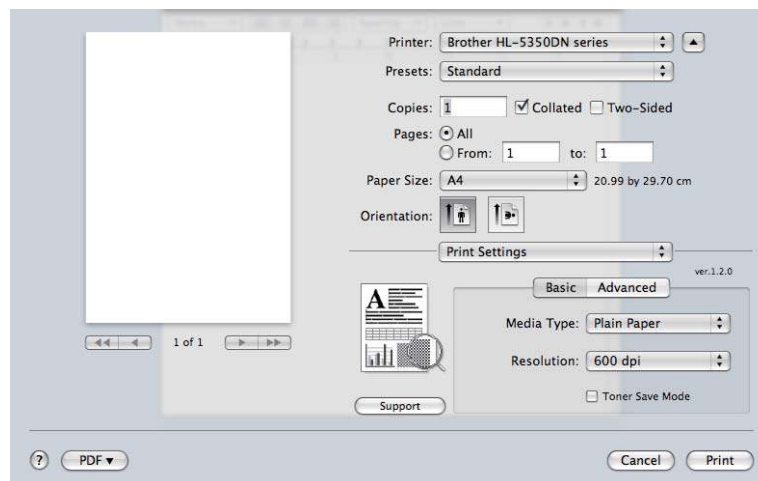 Printer: Brother HL-5350DN series
Presets: Standard
Copies: 1 Collated Two-Sided
Pages: All
From: 1 to: 1
Paper Size: A4 20.99 by 29.70 cm
Orientation:
Print Settings
ver.1.2.0
Basic Advanced
Media Type: Plain Paper
Resolution: 600 dpi
Toner Save Mode
1 of 1
A
Support
? PDF▼ Cancel Print